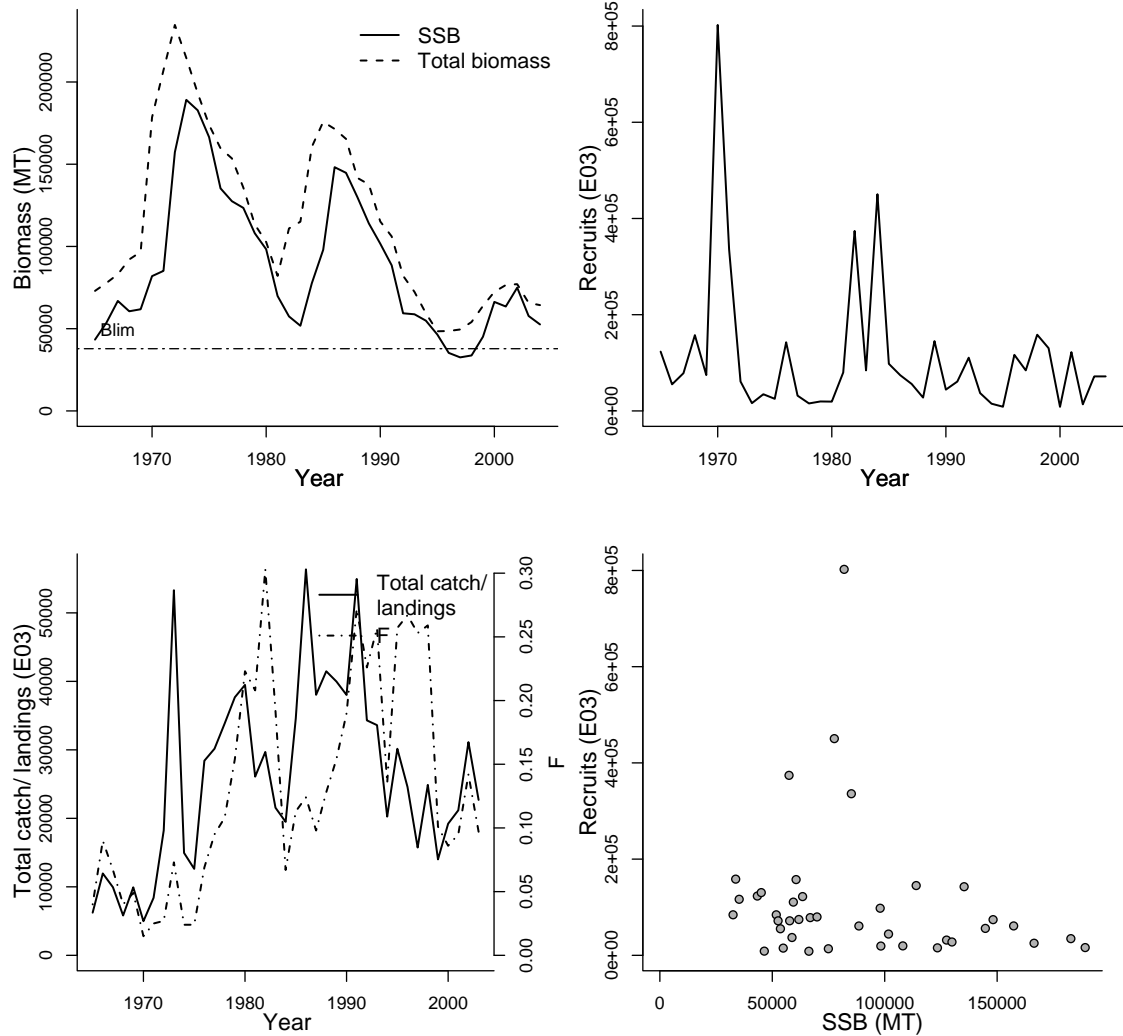 SSB
Total biomass
Biomass (MT)
0
50000
100000
150000
200000
Blim
1970 1980 1990 2000
Year
Recruits (E03)
0e+00
2e+05
4e+05
6e+05
8e+05
1970 1980 1990 2000
Year
Total catch/
landings
F
Total catch/ landings (E03)
0
10000
20000
30000
40000
50000
0.00
0.05
0.10
0.15
0.20
0.25
0.30
F
1970 1980 1990 2000
Year
Recruits (E03)
0e+00
2e+05
4e+05
6e+05
8e+05
0 50000 100000 150000
SSB (MT)